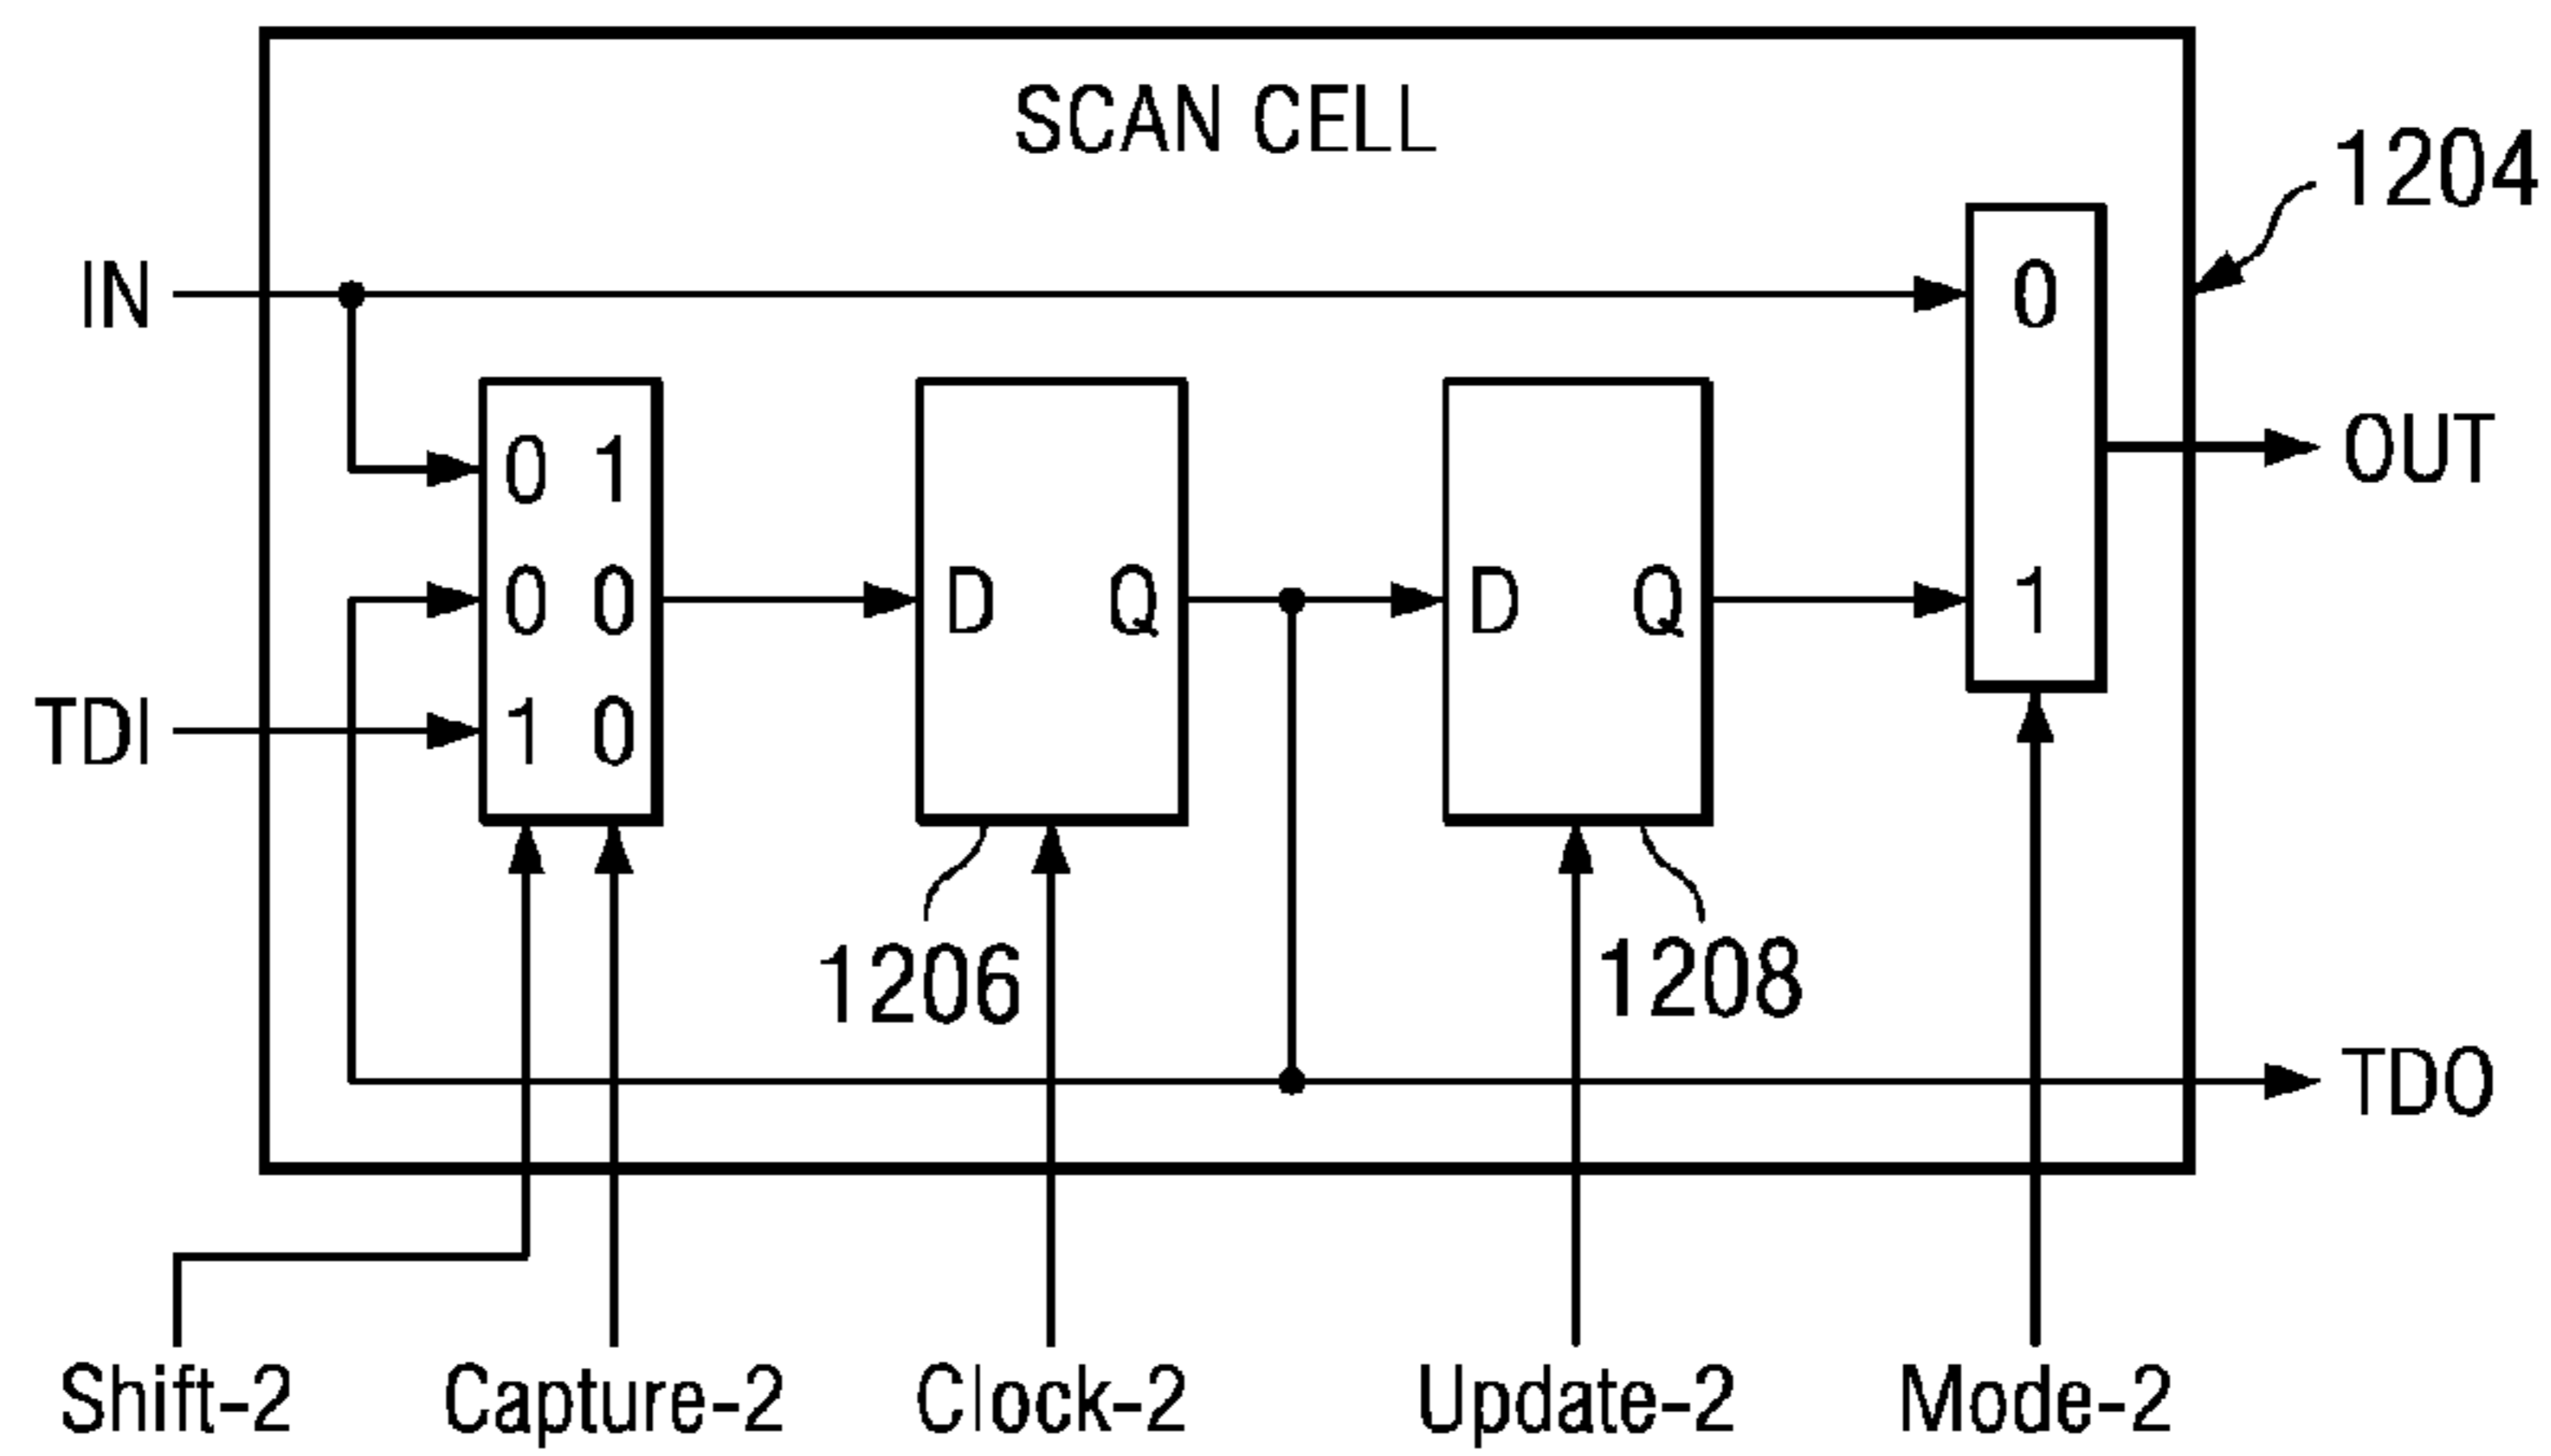 SCAN CELL
1204
IN
0
0 1
OUT
0 0
D Q
D Q
1
TDI
1 0
1206
1208
TDO
Shift-2
Capture-2
Clock-2
Update-2
Mode-2